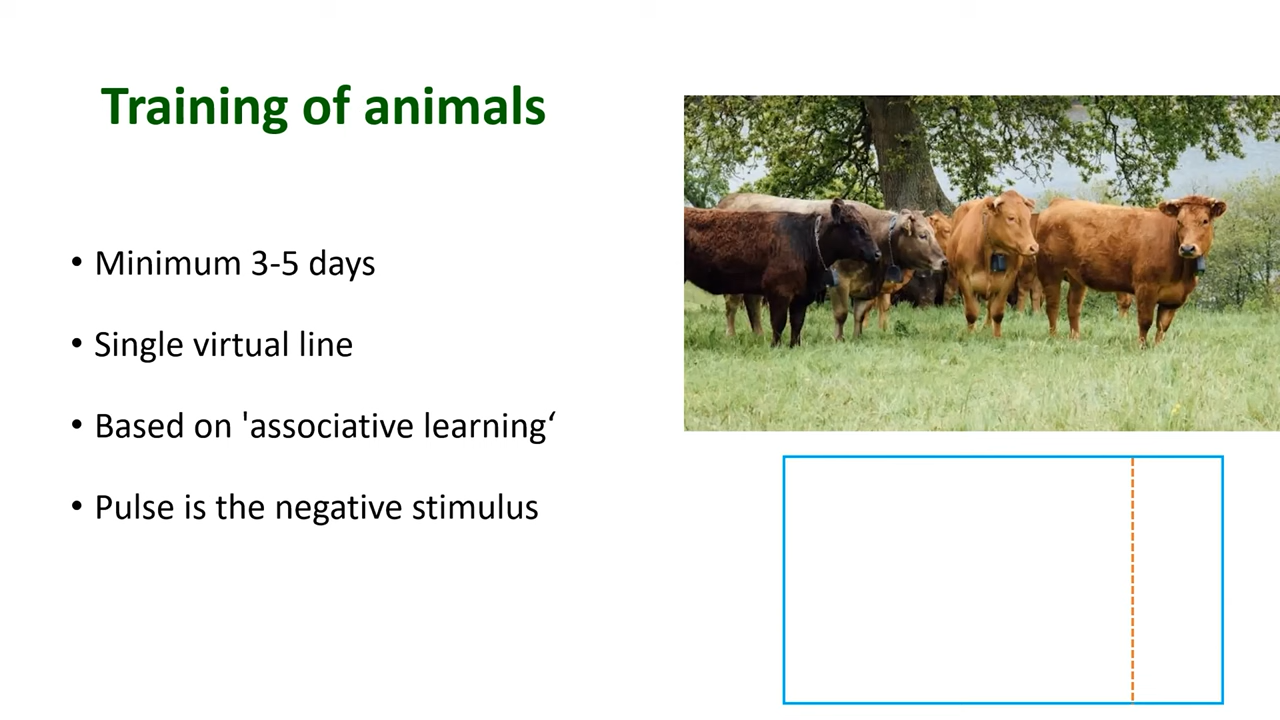 Training of animals
• Minimum 3-5 days
• Single virtual line
• Based on 'associative learning‘
• Pulse is the negative stimulus